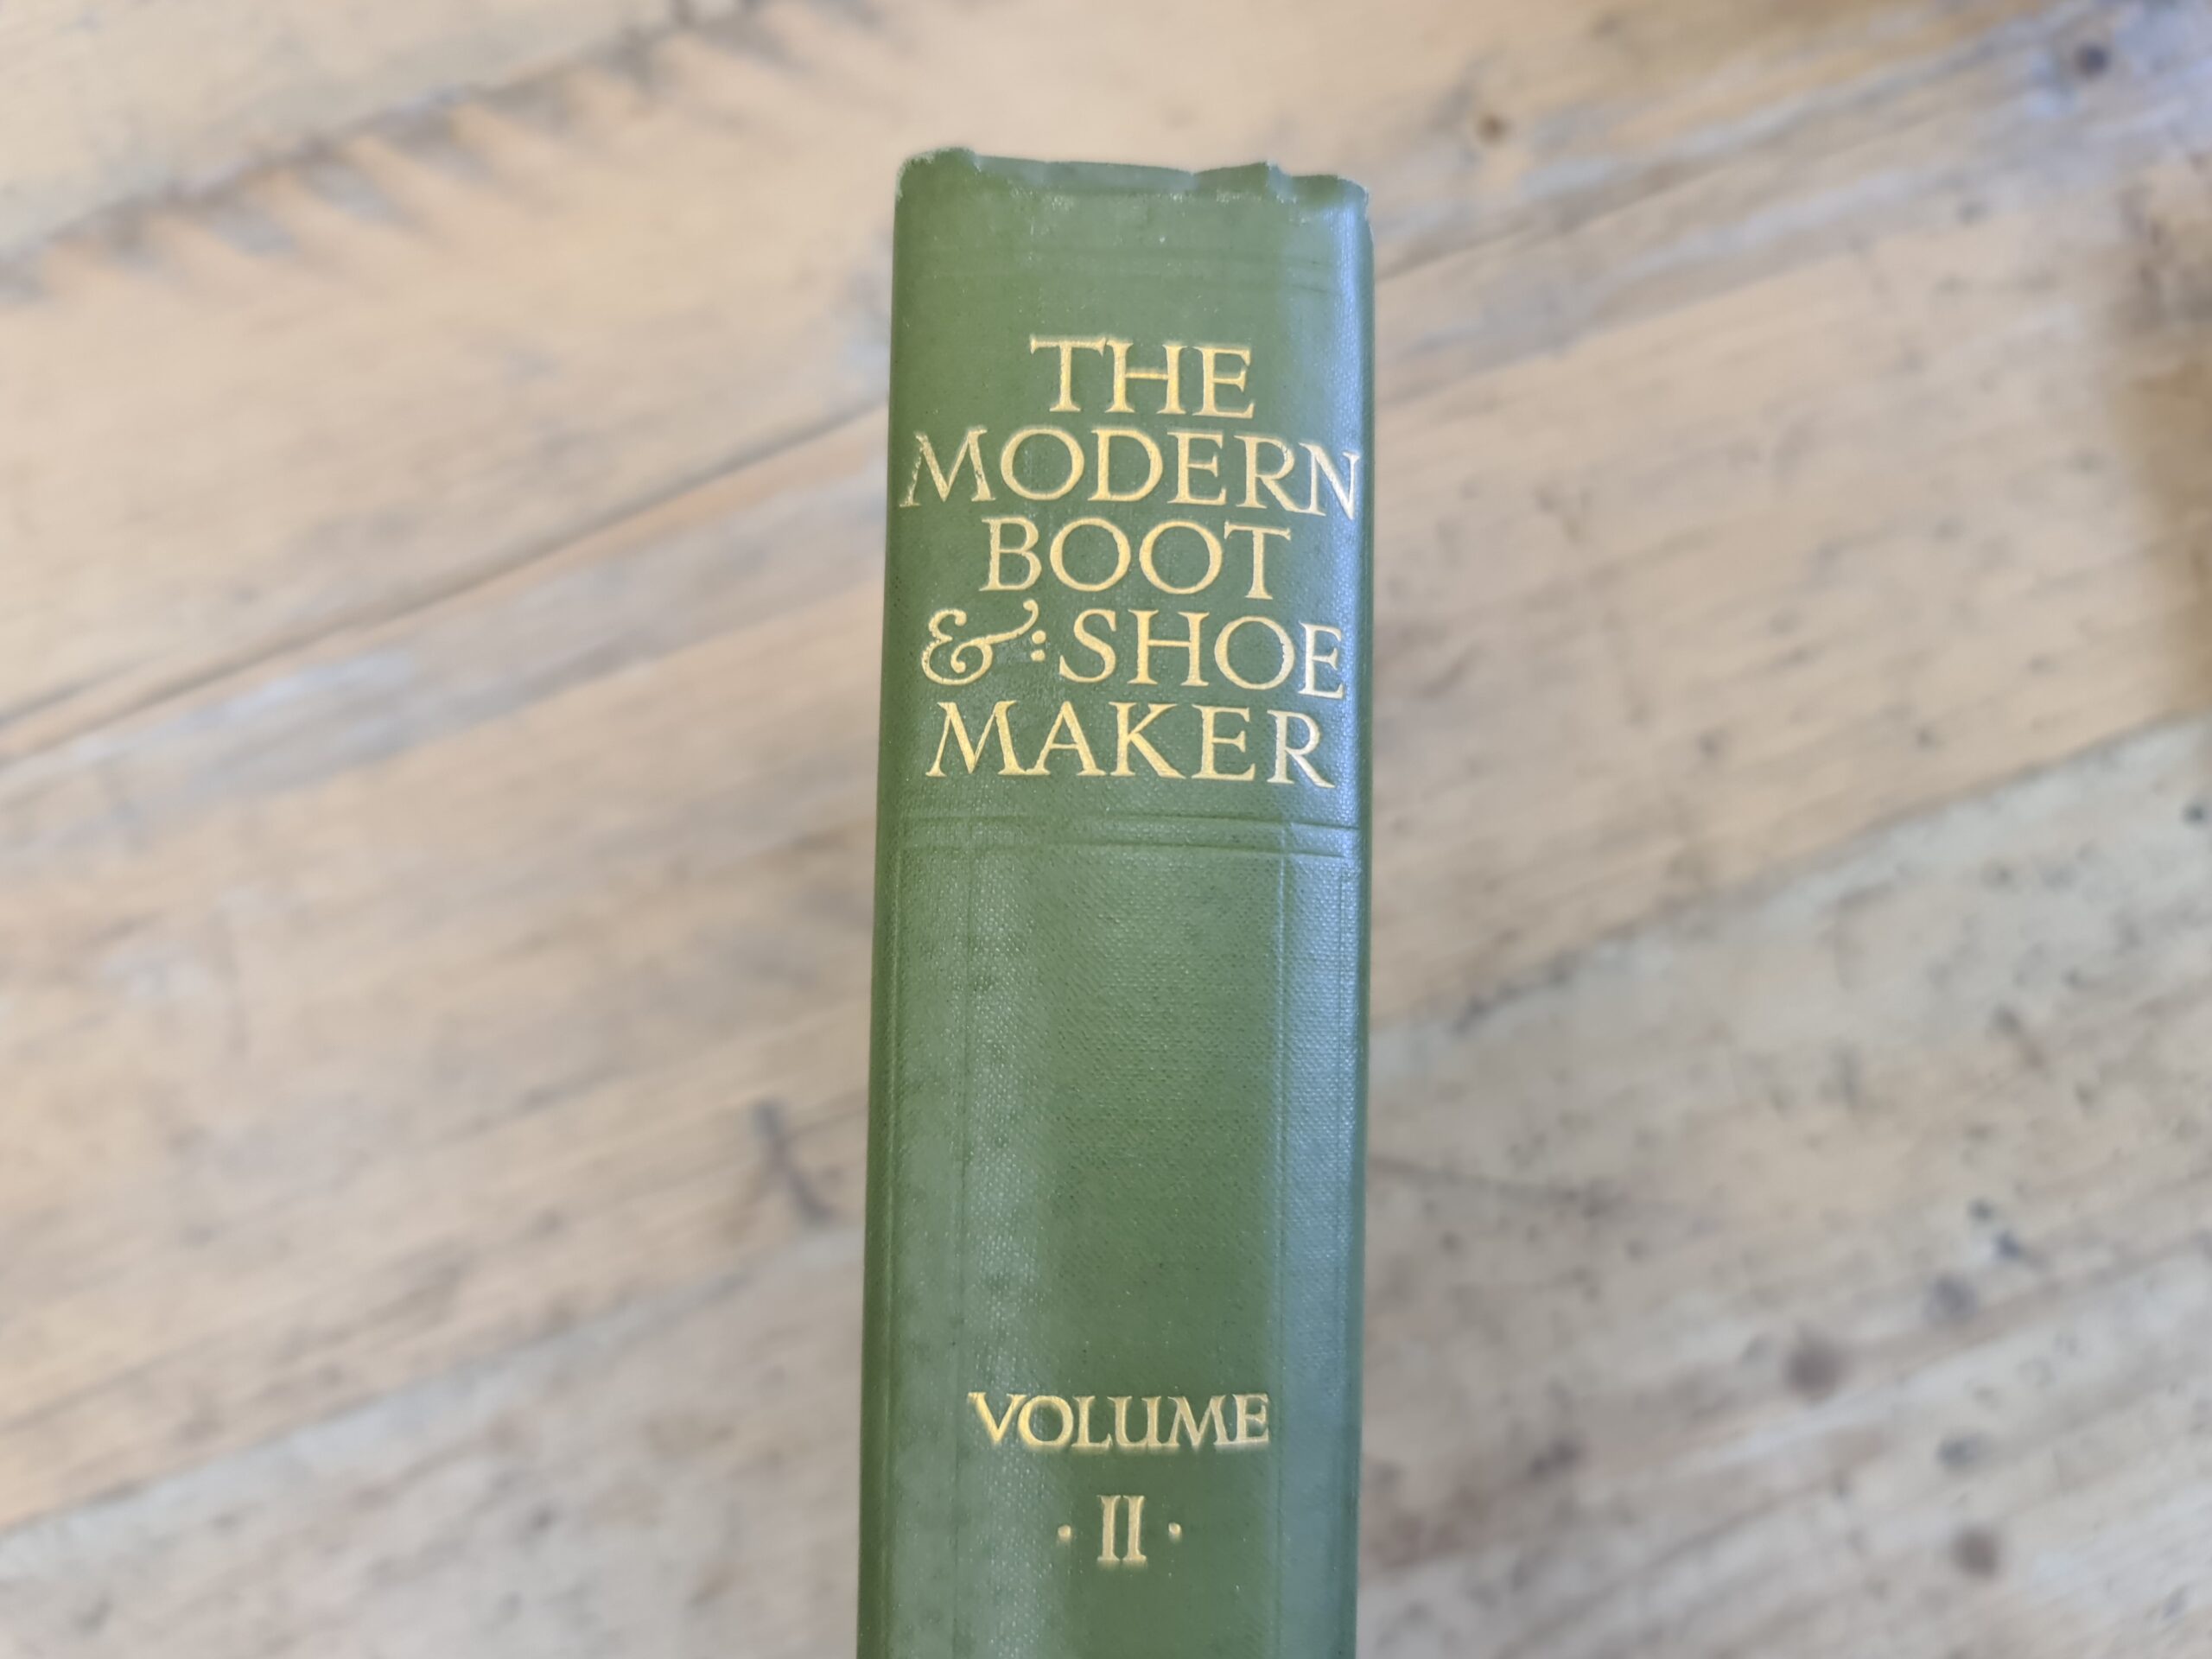 THE
MODERN
BOOT
&: SHOE
MAKER
VOLUME
· II ·